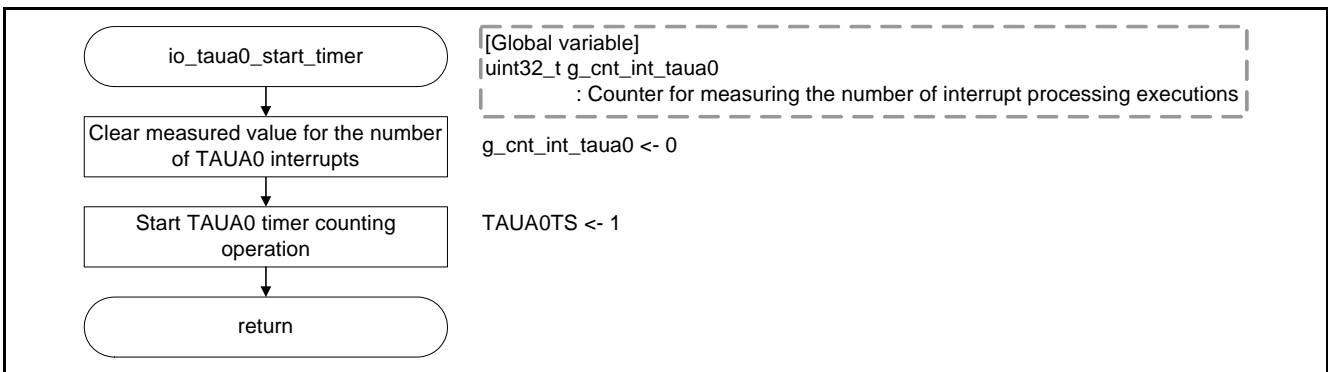 io_taua0_start_timer
[Global variable]
uint32_t g_cnt_int_taua0
: Counter for measuring the number of interrupt processing executions
Clear measured value for the number
of TAUA0 interrupts
g_cnt_int_taua0 <- 0
Start TAUA0 timer counting
operation
TAUA0TS <- 1
return